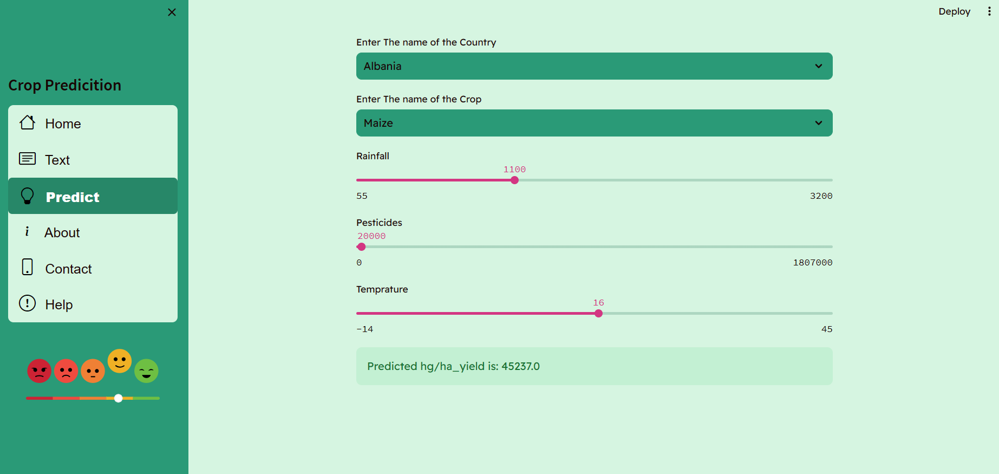 Deploy
Crop Predicition
Home
Text
Predict
About
Contact
Help
Enter The name of the Country
Albania
Enter The name of the Crop
Maize
Rainfall
1100
55 3200
Pesticides
20000
0 1807000
Temprature
16
−14 45
Predicted hg/ha_yield is: 45237.0